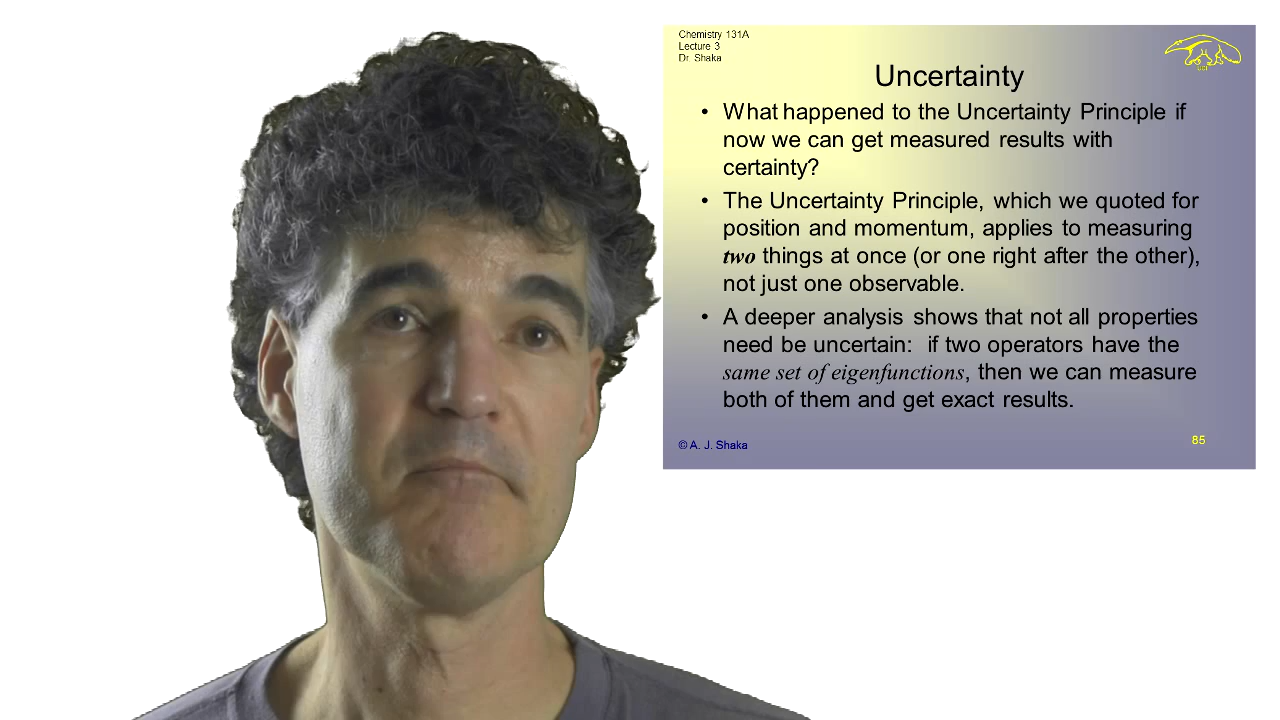 Chemistry 131A
Lecture 3
Dr. Shaka
UCI
Uncertainty
• What happened to the Uncertainty Principle if
now we can get measured results with
certainty?
• The Uncertainty Principle, which we quoted for
position and momentum, applies to measuring
two things at once (or one right after the other),
not just one observable.
• A deeper analysis shows that not all properties
need be uncertain: if two operators have the
same set of eigenfunctions, then we can measure
both of them and get exact results.
© A. J. Shaka
85